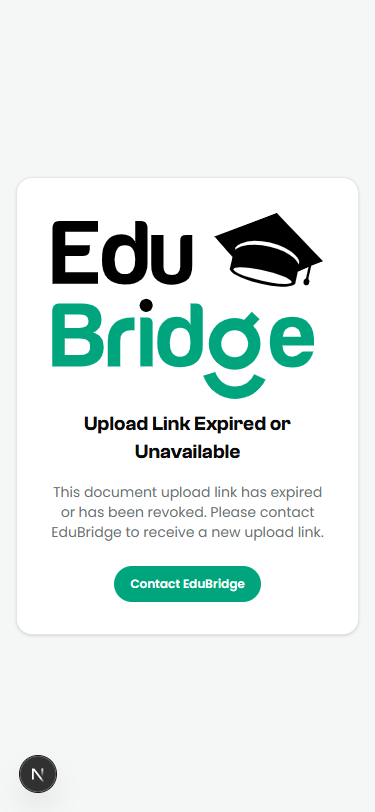 Edu
Bridge
Upload Link Expired or
Unavailable
This document upload link has expired
or has been revoked. Please contact
EduBridge to receive a new upload link.
Contact EduBridge
N